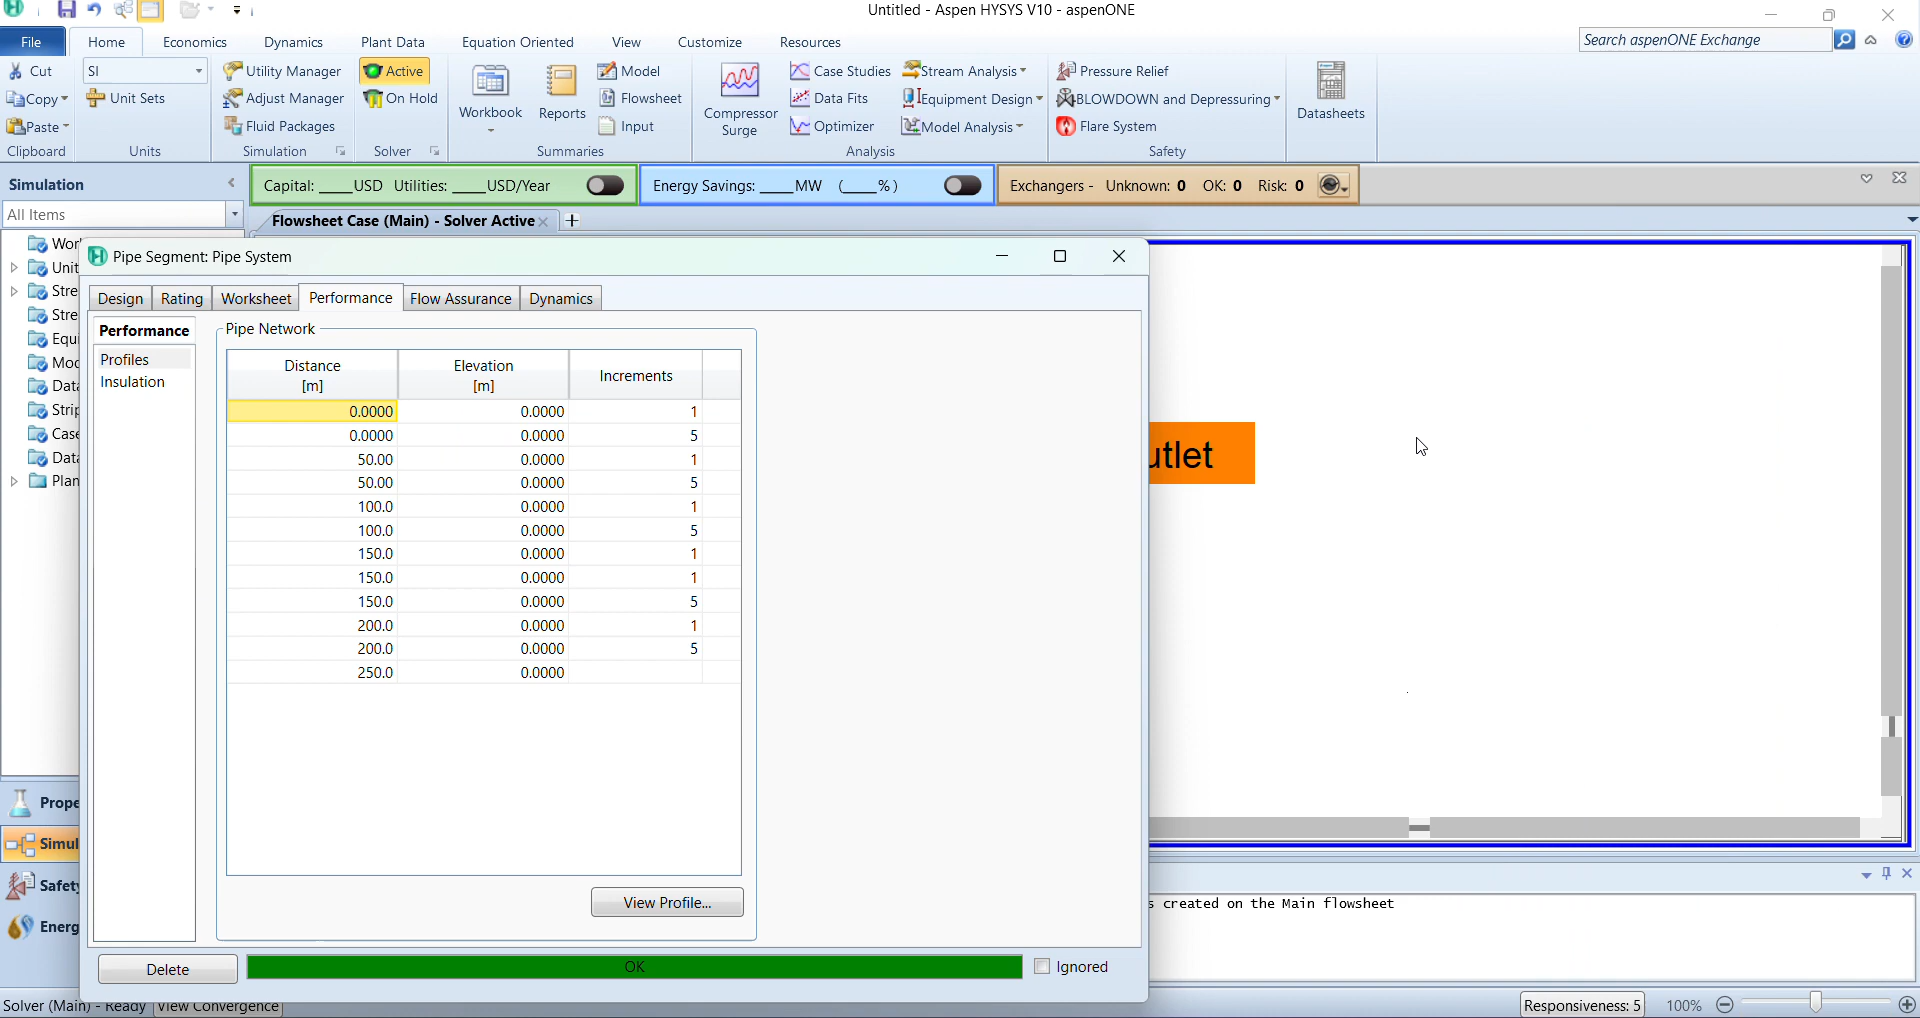 Untitled - Aspen HYSYS V10 - aspenONE
File Home Economics Dynamics Plant Data Equation Oriented View Customize Resources Search aspenONE Exchange
Cut SI Utility Manager Active Model Case Studies Stream Analysis Pressure Relief
Copy Unit Sets Adjust Manager On Hold Workbook Reports Flowsheet Compressor Surge Data Fits Equipment Design BLOWDOWN and Depressuring Datasheets
Paste Fluid Packages Input Optimizer Model Analysis Flare System
Clipboard Units Simulation Solver Summaries Analysis Safety
Simulation Capital: ____USD Utilities: ____USD/Year Energy Savings: ____MW (____%) Exchangers - Unknown: 0 OK: 0 Risk: 0
All Items Flowsheet Case (Main) - Solver Active
Pipe Segment: Pipe System
Design Rating Worksheet Performance Flow Assurance Dynamics
Performance Pipe Network
Profiles
Insulation
Distance [m] Elevation [m] Increments
0.0000 0.0000 1
0.0000 0.0000 5
50.00 0.0000 1
50.00 0.0000 5
100.0 0.0000 1
100.0 0.0000 5
150.0 0.0000 1
150.0 0.0000 1
150.0 0.0000 5
200.0 0.0000 1
200.0 0.0000 5
250.0 0.0000
utlet
View Profile...
created on the Main flowsheet
Delete OK Ignored
Solver (Main) - Ready View Convergence Responsiveness: 5 100%